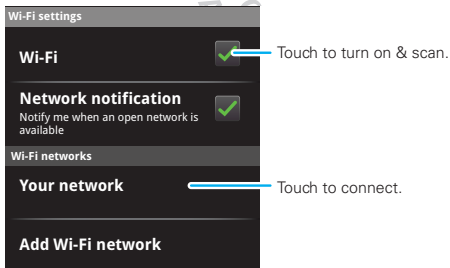 Wi-Fi settings
Wi-Fi
Touch to turn on & scan.
Network notification
Notify me when an open network is
available
Wi-Fi networks
Your network
Touch to connect.
Add Wi-Fi network